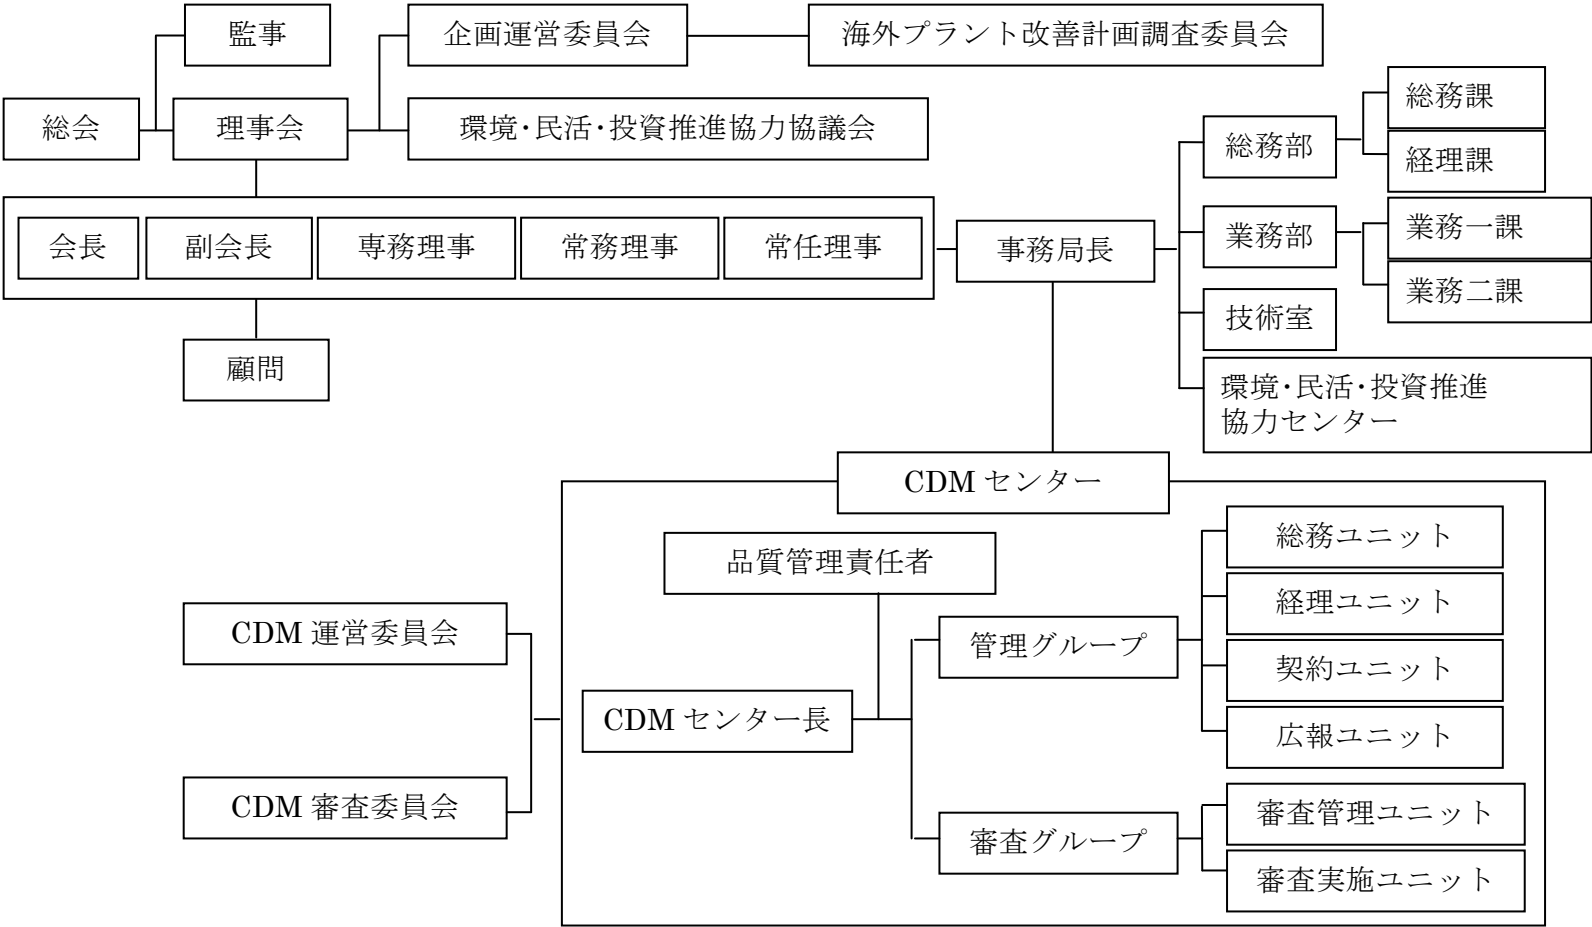 監事
企画運営委員会
海外プラント改善計画調査委員会
総会
理事会
環境・民活・投資推進協力協議会
総務部
総務課
経理課
会長
副会長
専務理事
常務理事
常任理事
事務局長
業務部
業務一課
業務二課
技術室
顧問
環境・民活・投資推進
協力センター
CDM センター
品質管理責任者
総務ユニット
経理ユニット
CDM 運営委員会
管理グループ
契約ユニット
CDM センター長
広報ユニット
CDM 審査委員会
審査グループ
審査管理ユニット
審査実施ユニット